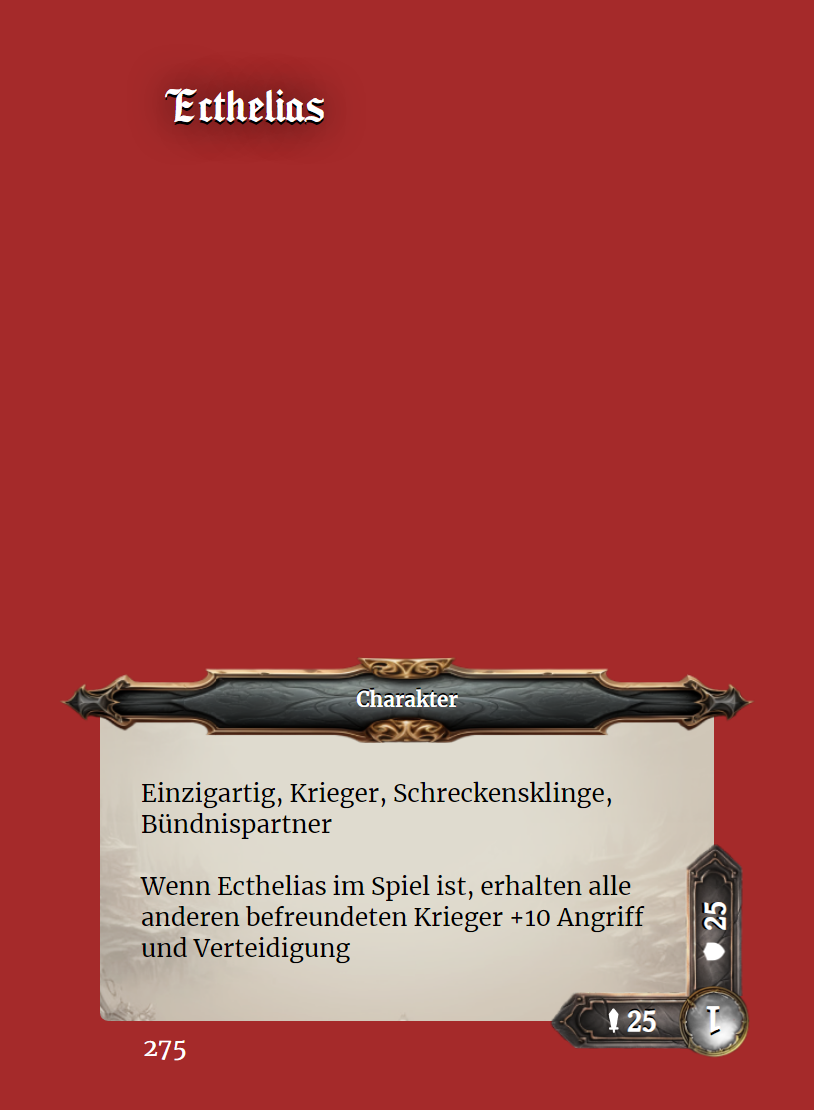 Ecthelias
Charakter
Einzigartig, Krieger, Schreckensklinge,
Bündnispartner
Wenn Ecthelias im Spiel ist, erhalten alle
anderen befreundeten Krieger +10 Angriff
und Verteidigung
25
25
1
275